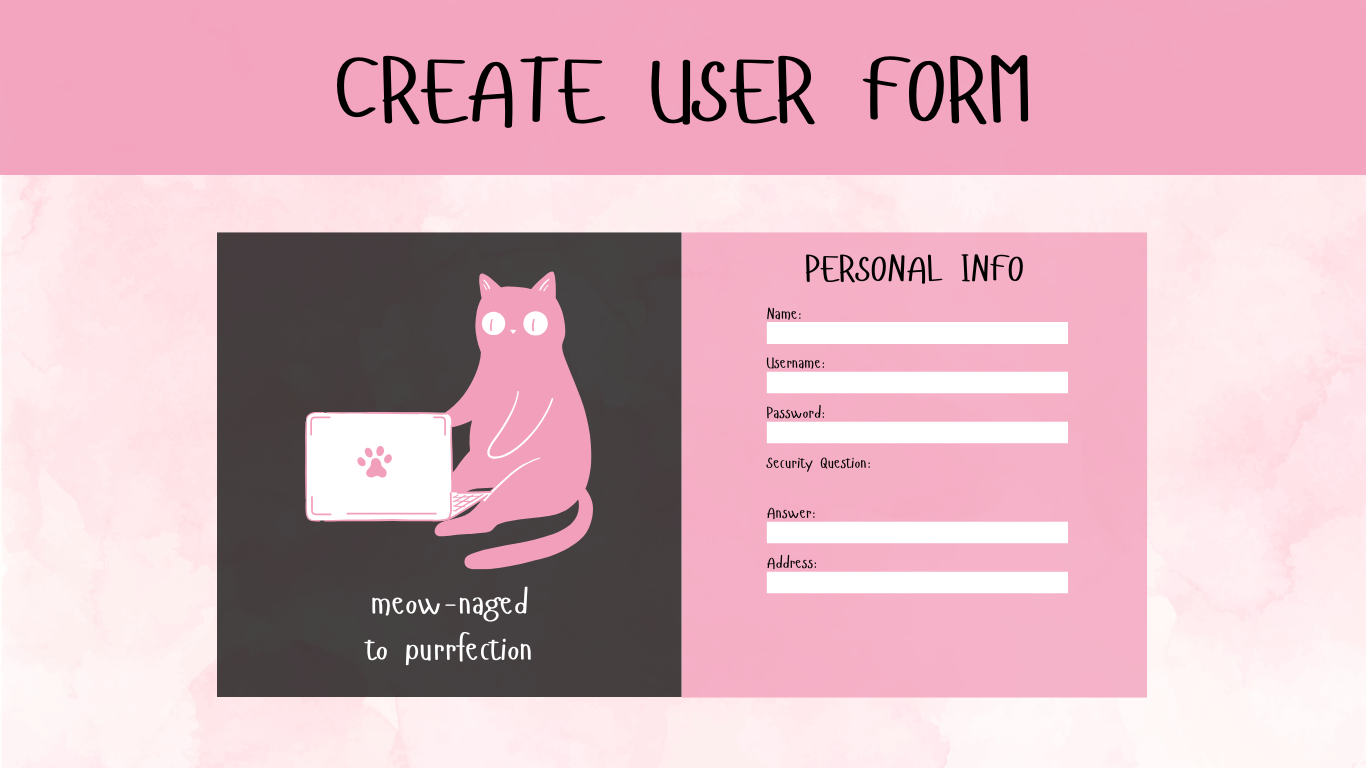 CREATE USER FORM
meow-naged
to purrfection
PERSONAL INFO
Name:
Username:
Password:
Security Question:
Answer:
Address: